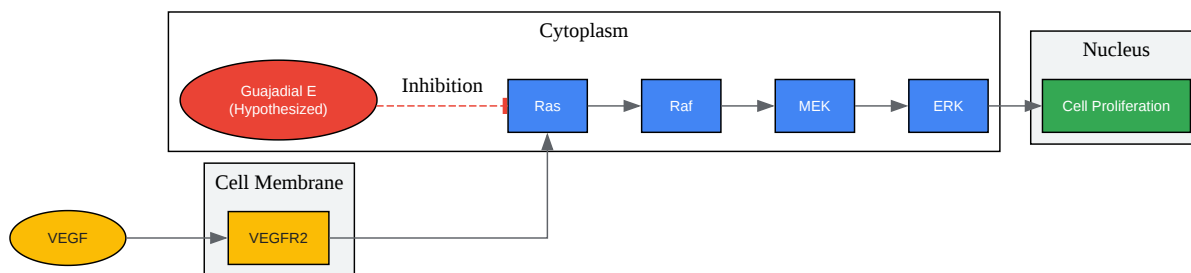 Cytoplasm
Guajadial E
(Hypothesized)
Inhibition
Ras
Raf
MEK
ERK
Nucleus
Cell Proliferation
Cell Membrane
VEGF
VEGFR2